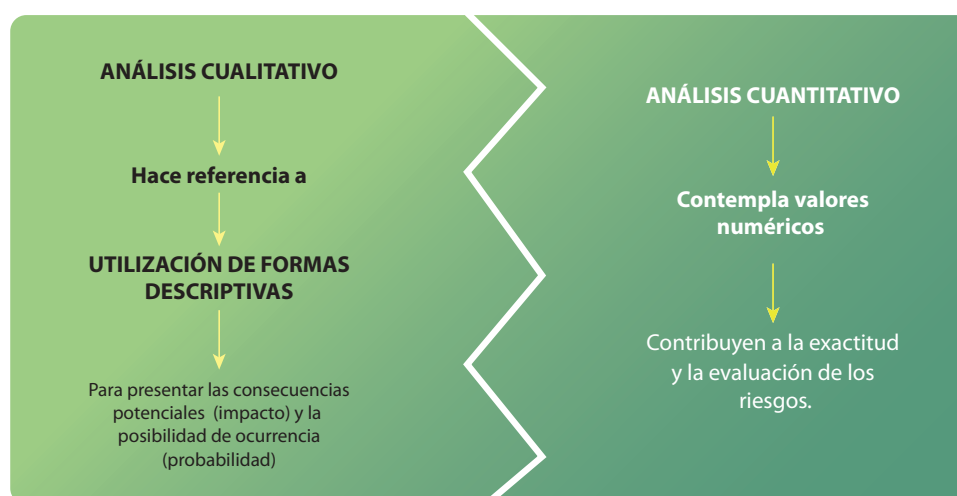 ANÁLISIS CUALITATIVO
Hace referencia a
UTILIZACIÓN DE FORMAS
DESCRIPTIVAS
Para presentar las consecuencias
potenciales (impacto) y la
posibilidad de ocurrencia
(probabilidad)
ANÁLISIS CUANTITATIVO
Contempla valores
numéricos
Contribuyen a la exactitud
y la evaluación de los
riesgos.